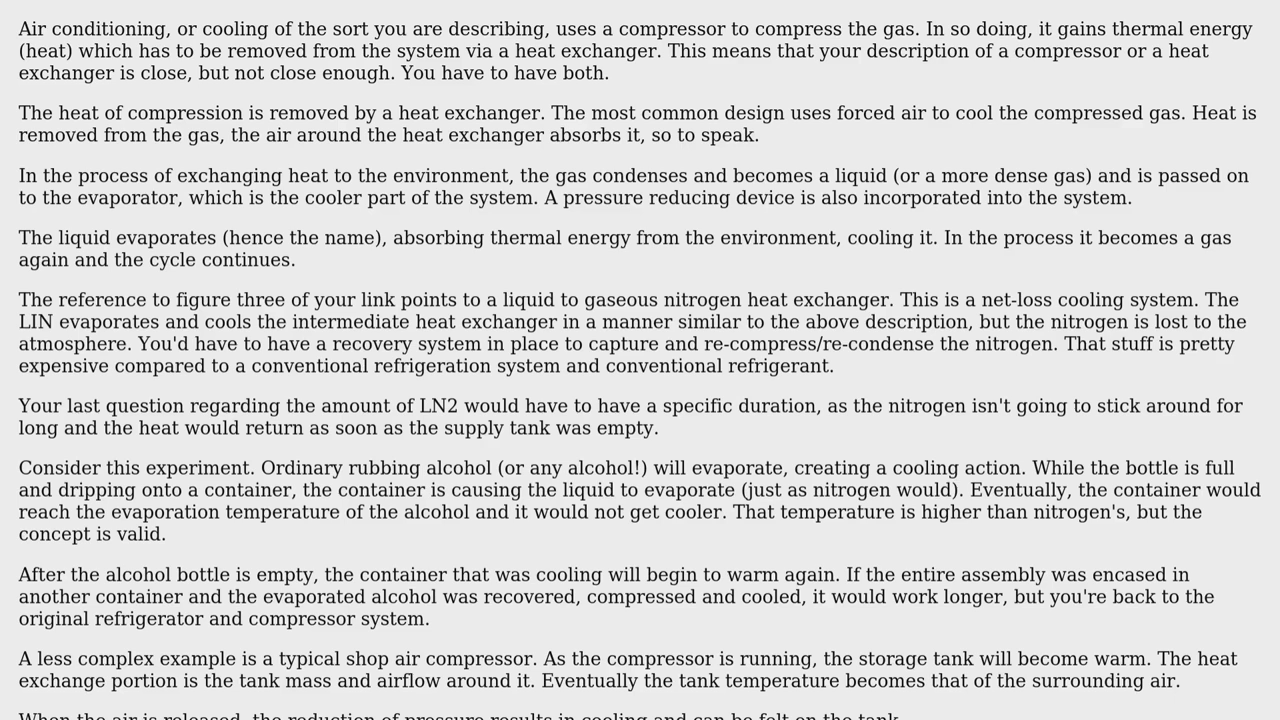 Air conditioning, or cooling of the sort you are describing, uses a compressor to compress the gas. In so doing, it gains thermal energy
(heat) which has to be removed from the system via a heat exchanger. This means that your description of a compressor or a heat
exchanger is close, but not close enough. You have to have both.
The heat of compression is removed by a heat exchanger. The most common design uses forced air to cool the compressed gas. Heat is
removed from the gas, the air around the heat exchanger absorbs it, so to speak.
In the process of exchanging heat to the environment, the gas condenses and becomes a liquid (or a more dense gas) and is passed on
to the evaporator, which is the cooler part of the system. A pressure reducing device is also incorporated into the system.
The liquid evaporates (hence the name), absorbing thermal energy from the environment, cooling it. In the process it becomes a gas
again and the cycle continues.
The reference to figure three of your link points to a liquid to gaseous nitrogen heat exchanger. This is a net-loss cooling system. The
LIN evaporates and cools the intermediate heat exchanger in a manner similar to the above description, but the nitrogen is lost to the
atmosphere. You'd have to have a recovery system in place to capture and re-compress/re-condense the nitrogen. That stuff is pretty
expensive compared to a conventional refrigeration system and conventional refrigerant.
Your last question regarding the amount of LN2 would have to have a specific duration, as the nitrogen isn't going to stick around for
long and the heat would return as soon as the supply tank was empty.
Consider this experiment. Ordinary rubbing alcohol (or any alcohol!) will evaporate, creating a cooling action. While the bottle is full
and dripping onto a container, the container is causing the liquid to evaporate (just as nitrogen would). Eventually, the container would
reach the evaporation temperature of the alcohol and it would not get cooler. That temperature is higher than nitrogen's, but the
concept is valid.
After the alcohol bottle is empty, the container that was cooling will begin to warm again. If the entire assembly was encased in
another container and the evaporated alcohol was recovered, compressed and cooled, it would work longer, but you're back to the
original refrigerator and compressor system.
A less complex example is a typical shop air compressor. As the compressor is running, the storage tank will become warm. The heat
exchange portion is the tank mass and airflow around it. Eventually the tank temperature becomes that of the surrounding air.
When the air is released, the reduction of pressure results in cooling and can be felt on the tank.